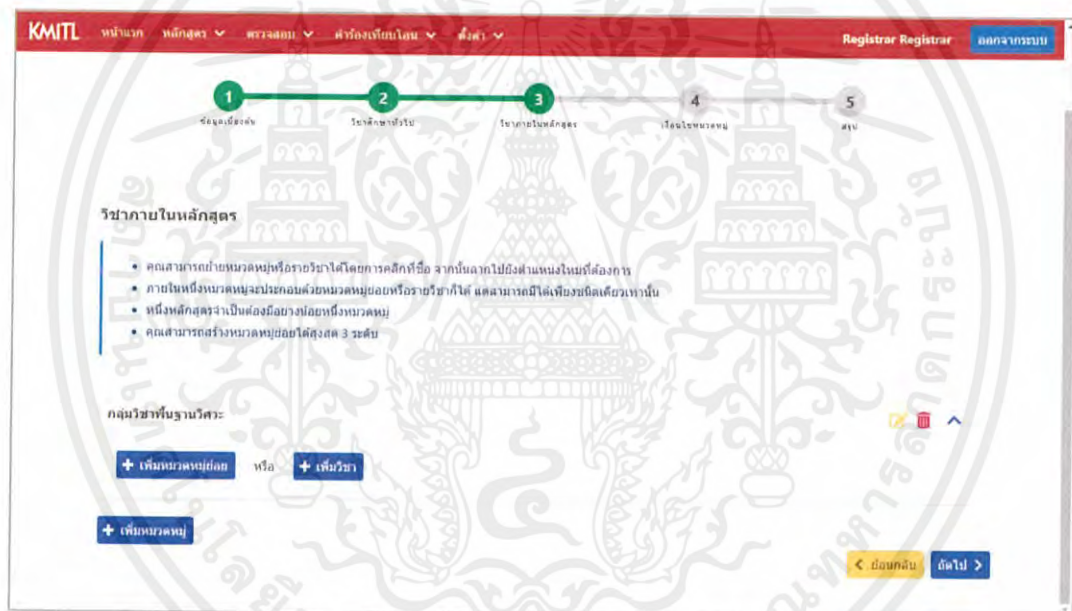 KMITL หน้าแรก หลักสูตร ตรวจสอบ คำร้องเทียบโอน ตั้งค่า Registrar Registrar ออกจากระบบ
1 2 3 4 5
ข้อมูลเบื้องต้น วิชาศึกษาทั่วไป วิชาภายในหลักสูตร เงื่อนไขหมวดหมู่ สรุป
วิชาภายในหลักสูตร
• คุณสามารถย้ายหมวดหมู่หรือรายวิชาได้โดยการคลิกที่ชื่อ จากนั้นลากไปยังตำแหน่งใหม่ที่ต้องการ
• ภายในหนึ่งหมวดหมู่จะประกอบด้วยหมวดหมู่ย่อยหรือรายวิชาก็ได้ แต่สามารถมีได้เพียงชนิดเดียวเท่านั้น
• หนึ่งหลักสูตรจำเป็นต้องมีอย่างน้อยหนึ่งหมวดหมู่
• คุณสามารถสร้างหมวดหมู่ย่อยได้สูงสุด 3 ระดับ
กลุ่มวิชาพื้นฐานวิศวะ
+ เพิ่มหมวดหมู่ย่อย หรือ + เพิ่มวิชา
+ เพิ่มหมวดหมู่
< ย้อนกลับ ถัดไป >